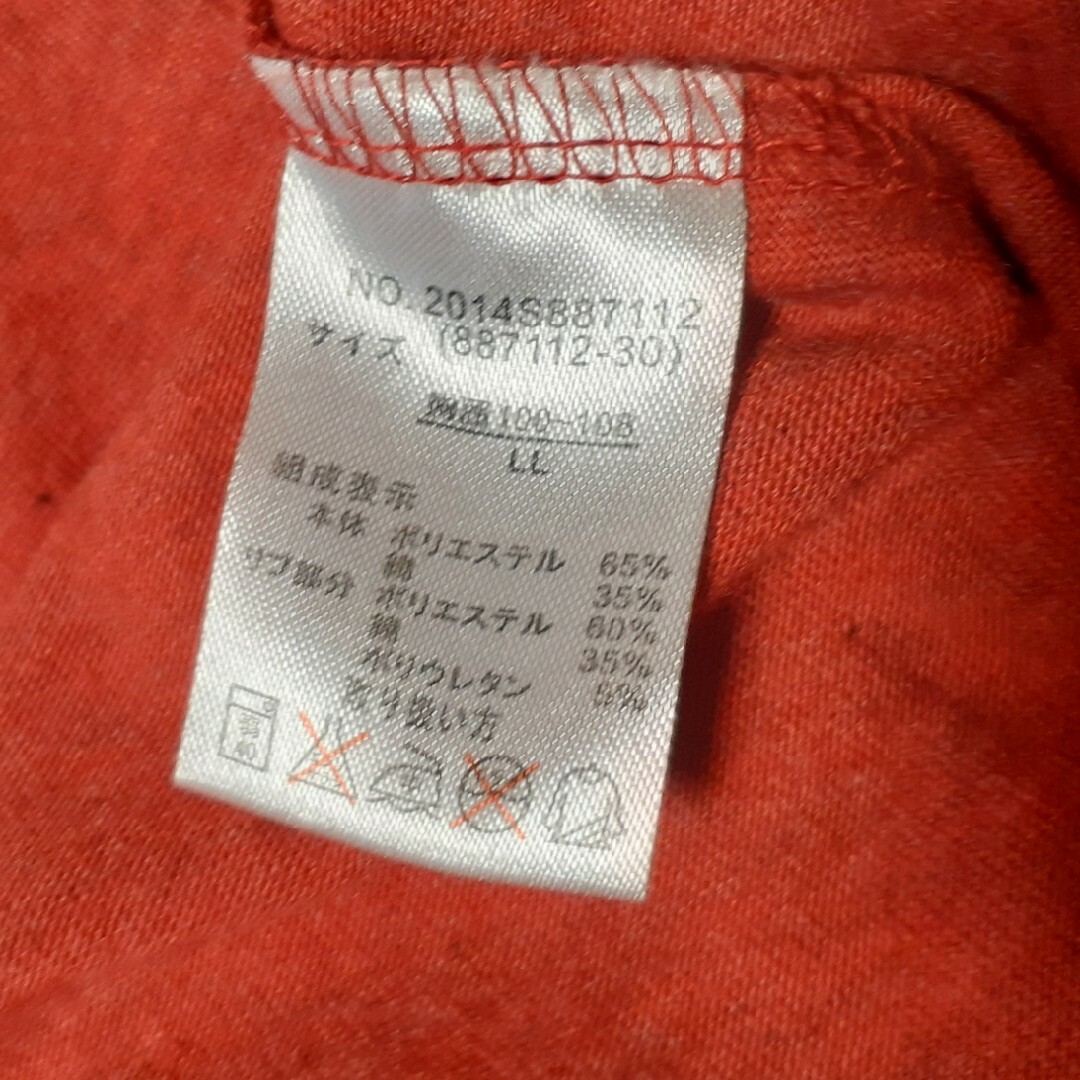 NO. 2014S887112
サイズ (887112-30)
胸囲100~108
LL
組成表示
本体 ポリエステル 65%
綿 35%
リブ部分 ポリエステル 60%
綿 35%
ポリウレタン 5%
取り扱い方